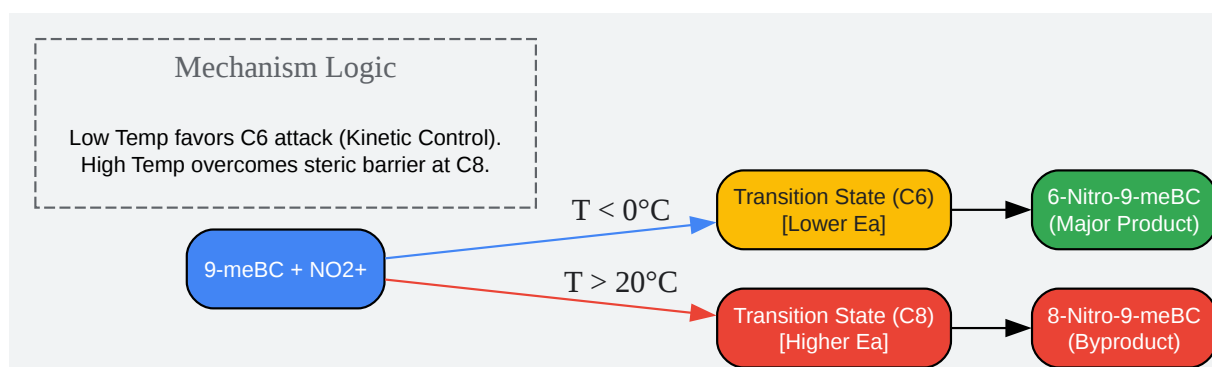 Mechanism Logic
Low Temp favors C6 attack (Kinetic Control).
High Temp overcomes steric barrier at C8.
9-meBC + NO2+
T < 0°C
T > 20°C
Transition State (C6)
[Lower Ea]
6-Nitro-9-meBC
(Major Product)
Transition State (C8)
[Higher Ea]
8-Nitro-9-meBC
(Byproduct)